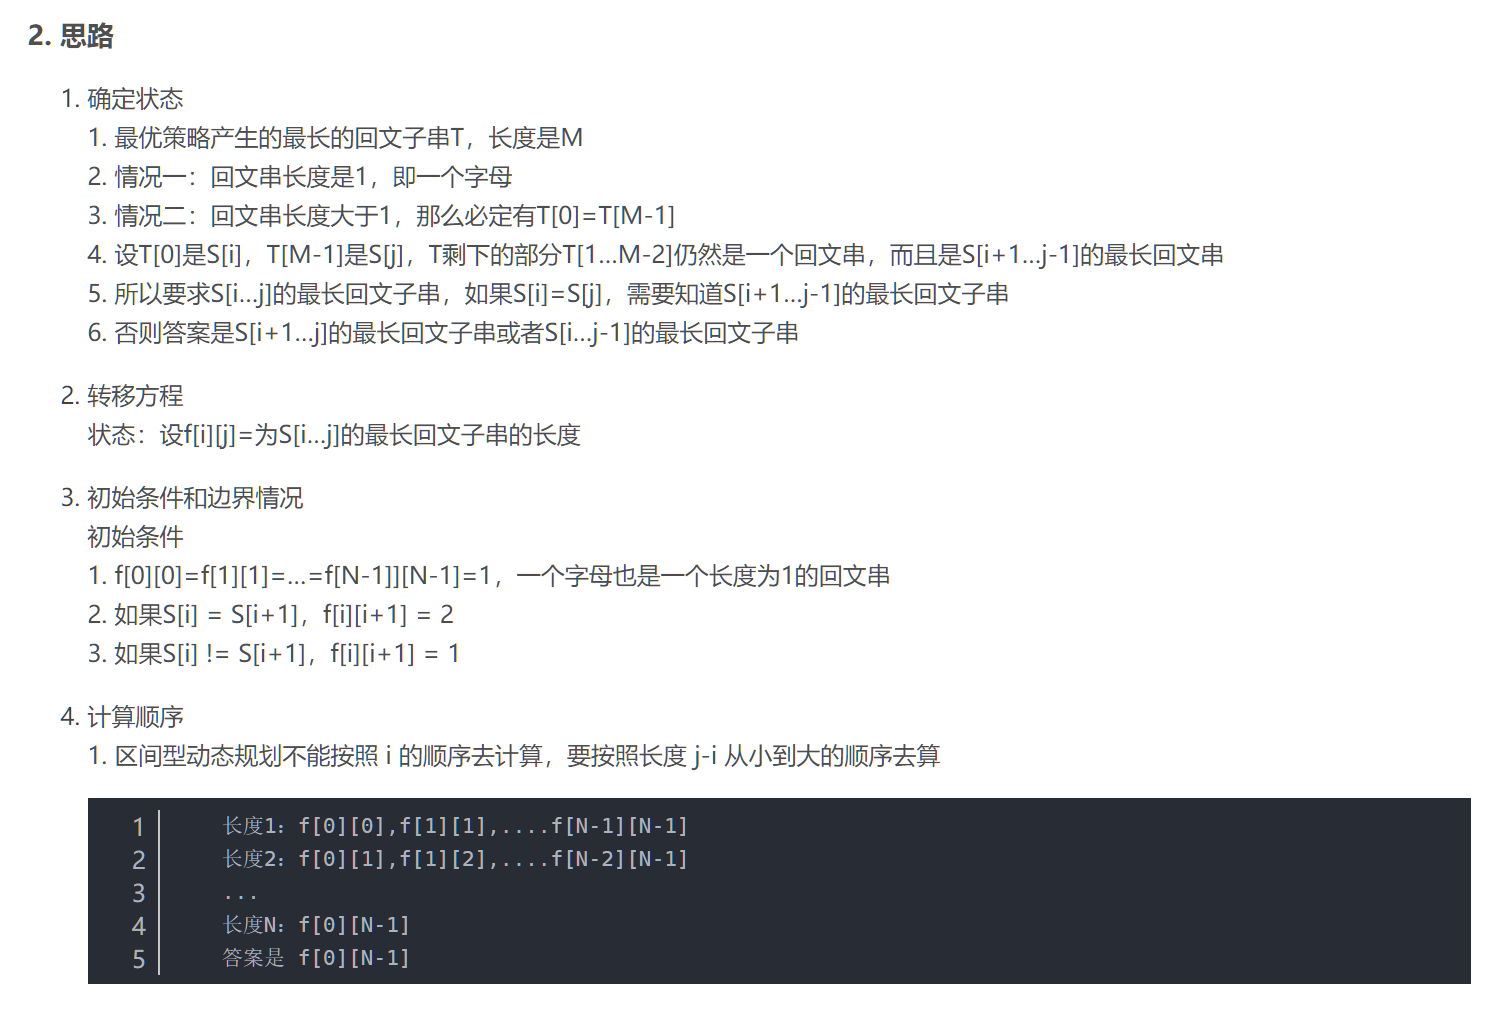 2. 思路
1. 确定状态
1. 最优策略产生的最长的回文子串T，长度是M
2. 情况一：回文串长度是1，即一个字母
3. 情况二：回文串长度大于1，那么必定有T[0]=T[M-1]
4. 设T[0]是S[i]，T[M-1]是S[j]，T剩下的部分T[1...M-2]仍然是一个回文串，而且是S[i+1...j-1]的最长回文串
5. 所以要求S[i...j]的最长回文子串，如果S[i]=S[j]，需要知道S[i+1...j-1]的最长回文子串
6. 否则答案是S[i+1...j]的最长回文子串或者S[i...j-1]的最长回文子串
2. 转移方程
状态：设f[i][j]=为S[i...j]的最长回文子串的长度
3. 初始条件和边界情况
初始条件
1. f[0][0]=f[1][1]=...=f[N-1]][N-1]=1，一个字母也是一个长度为1的回文串
2. 如果S[i] = S[i+1]，f[i][i+1] = 2
3. 如果S[i] != S[i+1]，f[i][i+1] = 1
4. 计算顺序
1. 区间型动态规划不能按照 i 的顺序去计算，要按照长度 j-i 从小到大的顺序去算
1 长度1：f[0][0],f[1][1],....f[N-1][N-1]
2 长度2：f[0][1],f[1][2],....f[N-2][N-1]
3 ...
4 长度N：f[0][N-1]
5 答案是 f[0][N-1]